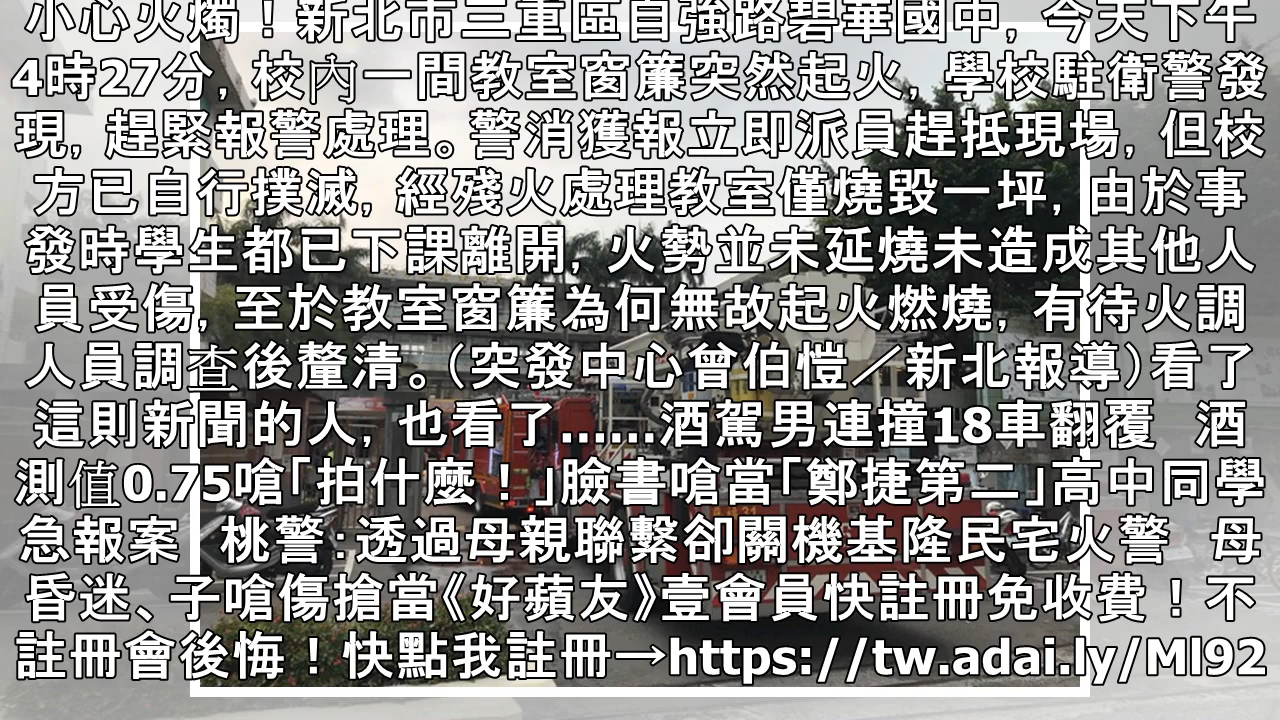 小心火燭！新北市三重區自強路碧華國中，今天下午
4時27分，校內一間教室窗簾突然起火，學校駐衛警發
現，趕緊報警處理。警消獲報立即派員趕抵現場，但校
方已自行撲滅，經殘火處理教室僅燒毀一坪，由於事
發時學生都已下課離開，火勢並未延燒未造成其他人
員受傷，至於教室窗簾為何無故起火燃燒，有待火調
人員調查後釐清。（突發中心曾伯愷／新北報導）看了
這則新聞的人，也看了……酒駕男連撞18車翻覆　酒
測值0.75嗆「拍什麼！」臉書嗆當「鄭捷第二」高中同學
急報案　桃警：透過母親聯繫卻關機基隆民宅火警　母
昏迷、子嗆傷搶當《好蘋友》壹會員快註冊免收費！不
註冊會後悔！快點我註冊→https://tw.adai.ly/Ml92